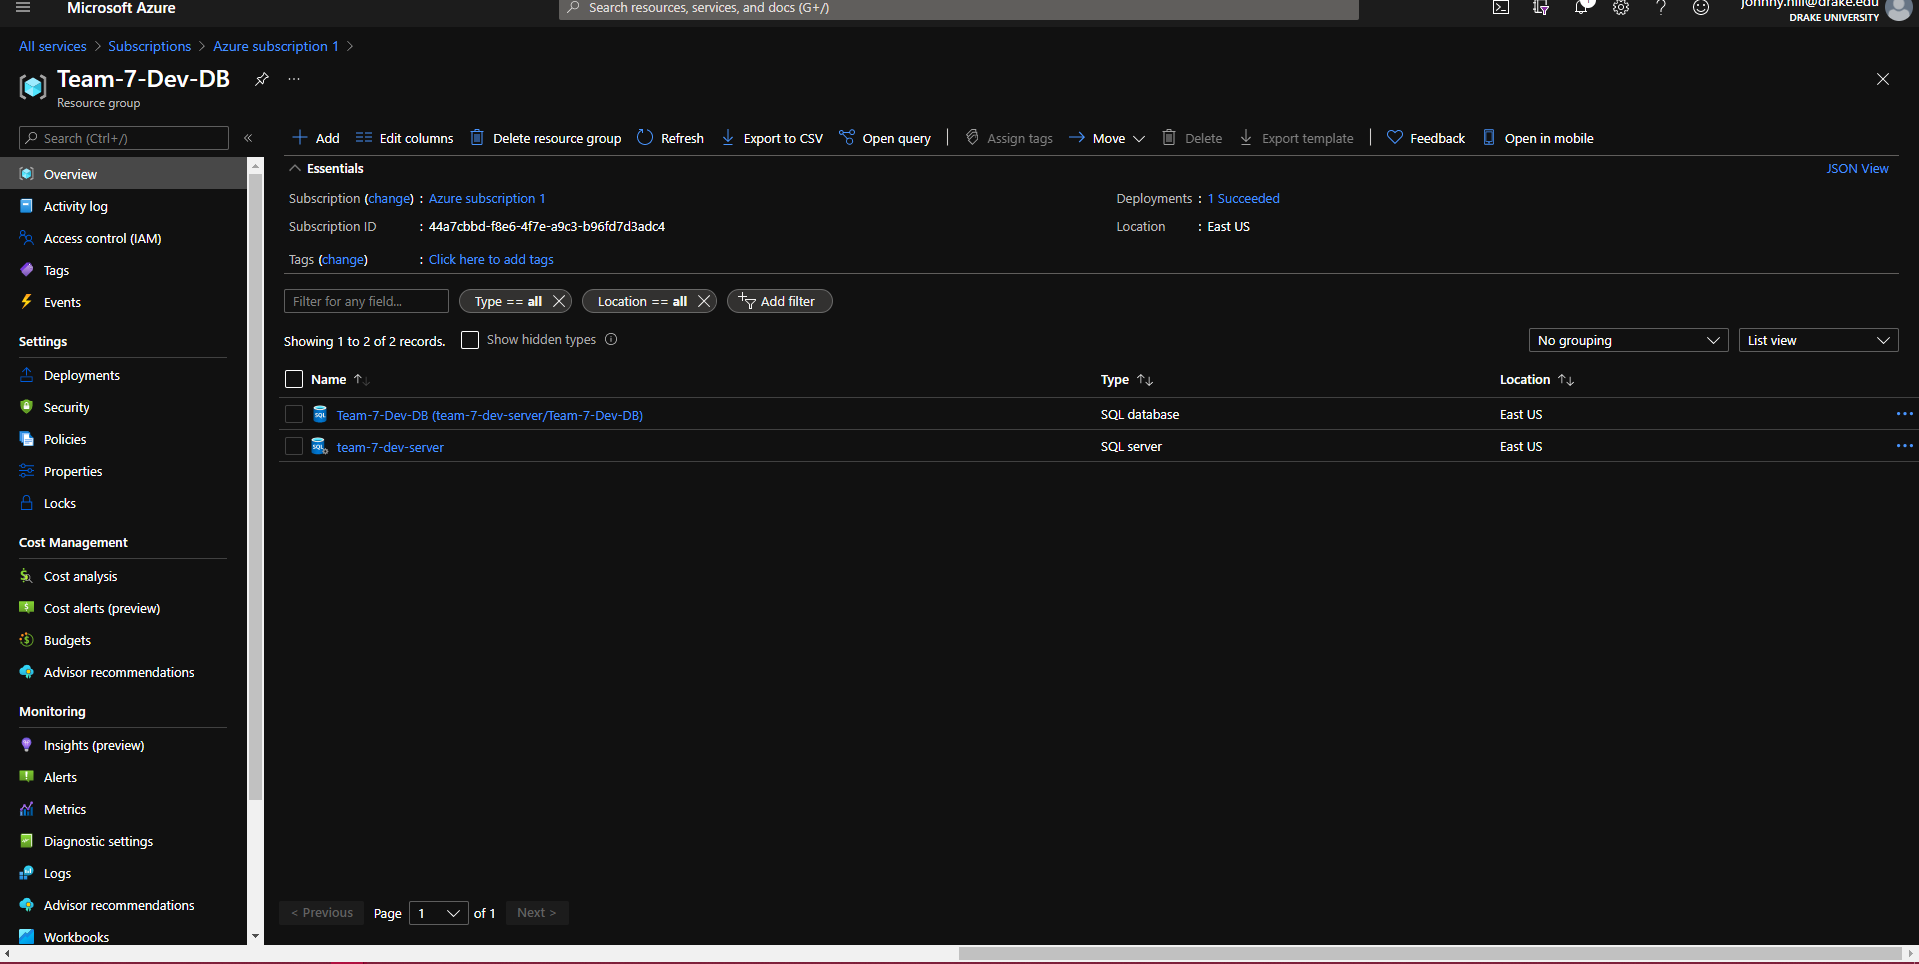 Microsoft Azure
Search resources, services, and docs (G+/)
1
johnny.hill@drake.edu
DRAKE UNIVERSITY
All services > Subscriptions > Azure subscription 1 >
Team-7-Dev-DB
Resource group
Search (Ctrl+/)
Overview
Activity log
Access control (IAM)
Tags
Events
Settings
Deployments
Security
Policies
Properties
Locks
Cost Management
Cost analysis
Cost alerts (preview)
Budgets
Advisor recommendations
Monitoring
Insights (preview)
Alerts
Metrics
Diagnostic settings
Logs
Advisor recommendations
Workbooks
Add Edit columns Delete resource group Refresh Export to CSV Open query Assign tags Move Delete Export template Feedback Open in mobile
Essentials JSON View
Subscription (change) : Azure subscription 1 Deployments : 1 Succeeded
Subscription ID : 44a7cbbd-f8e6-4f7e-a9c3-b96fd7d3adc4 Location : East US
Tags (change) : Click here to add tags
Filter for any field... Type == all Location == all Add filter
Showing 1 to 2 of 2 records. Show hidden types No grouping List view
Name Type Location
SQL Team-7-Dev-DB (team-7-dev-server/Team-7-Dev-DB) SQL database East US
SQL team-7-dev-server SQL server East US
< Previous Page 1 of 1 Next >